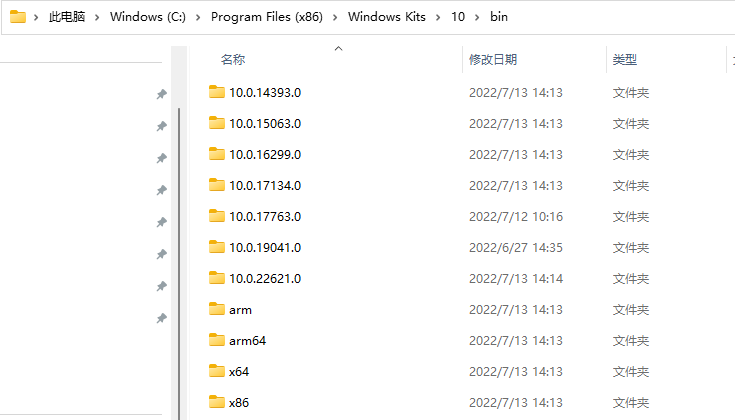 此电脑 > Windows (C:) > Program Files (x86) > Windows Kits > 10 > bin
名称 修改日期 类型
10.0.14393.0 2022/7/13 14:13 文件夹
10.0.15063.0 2022/7/13 14:13 文件夹
10.0.16299.0 2022/7/13 14:13 文件夹
10.0.17134.0 2022/7/13 14:13 文件夹
10.0.17763.0 2022/7/12 10:16 文件夹
10.0.19041.0 2022/6/27 14:35 文件夹
10.0.22621.0 2022/7/13 14:14 文件夹
arm 2022/7/13 14:13 文件夹
arm64 2022/7/13 14:13 文件夹
x64 2022/7/13 14:13 文件夹
x86 2022/7/13 14:13 文件夹